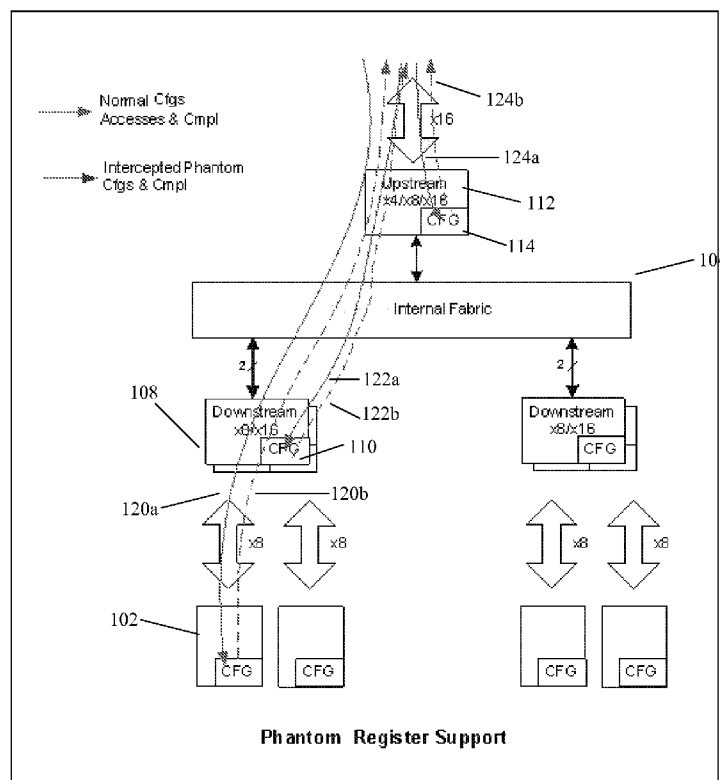 Normal Cfgs
Accesses & Cmpl
Intercepted Phantom
Cfgs & Cmpl
124b
x16
124a
Upstream
x4/x8/x16
CFG
112
114
10
Internal Fabric
2
2
122a
122b
108
Downstream
x8/x16
CFG
110
Downstream
x8/x16
CFG
120a
120b
x8
x8
x8
x8
102
CFG
CFG
CFG
CFG
Phantom Register Support